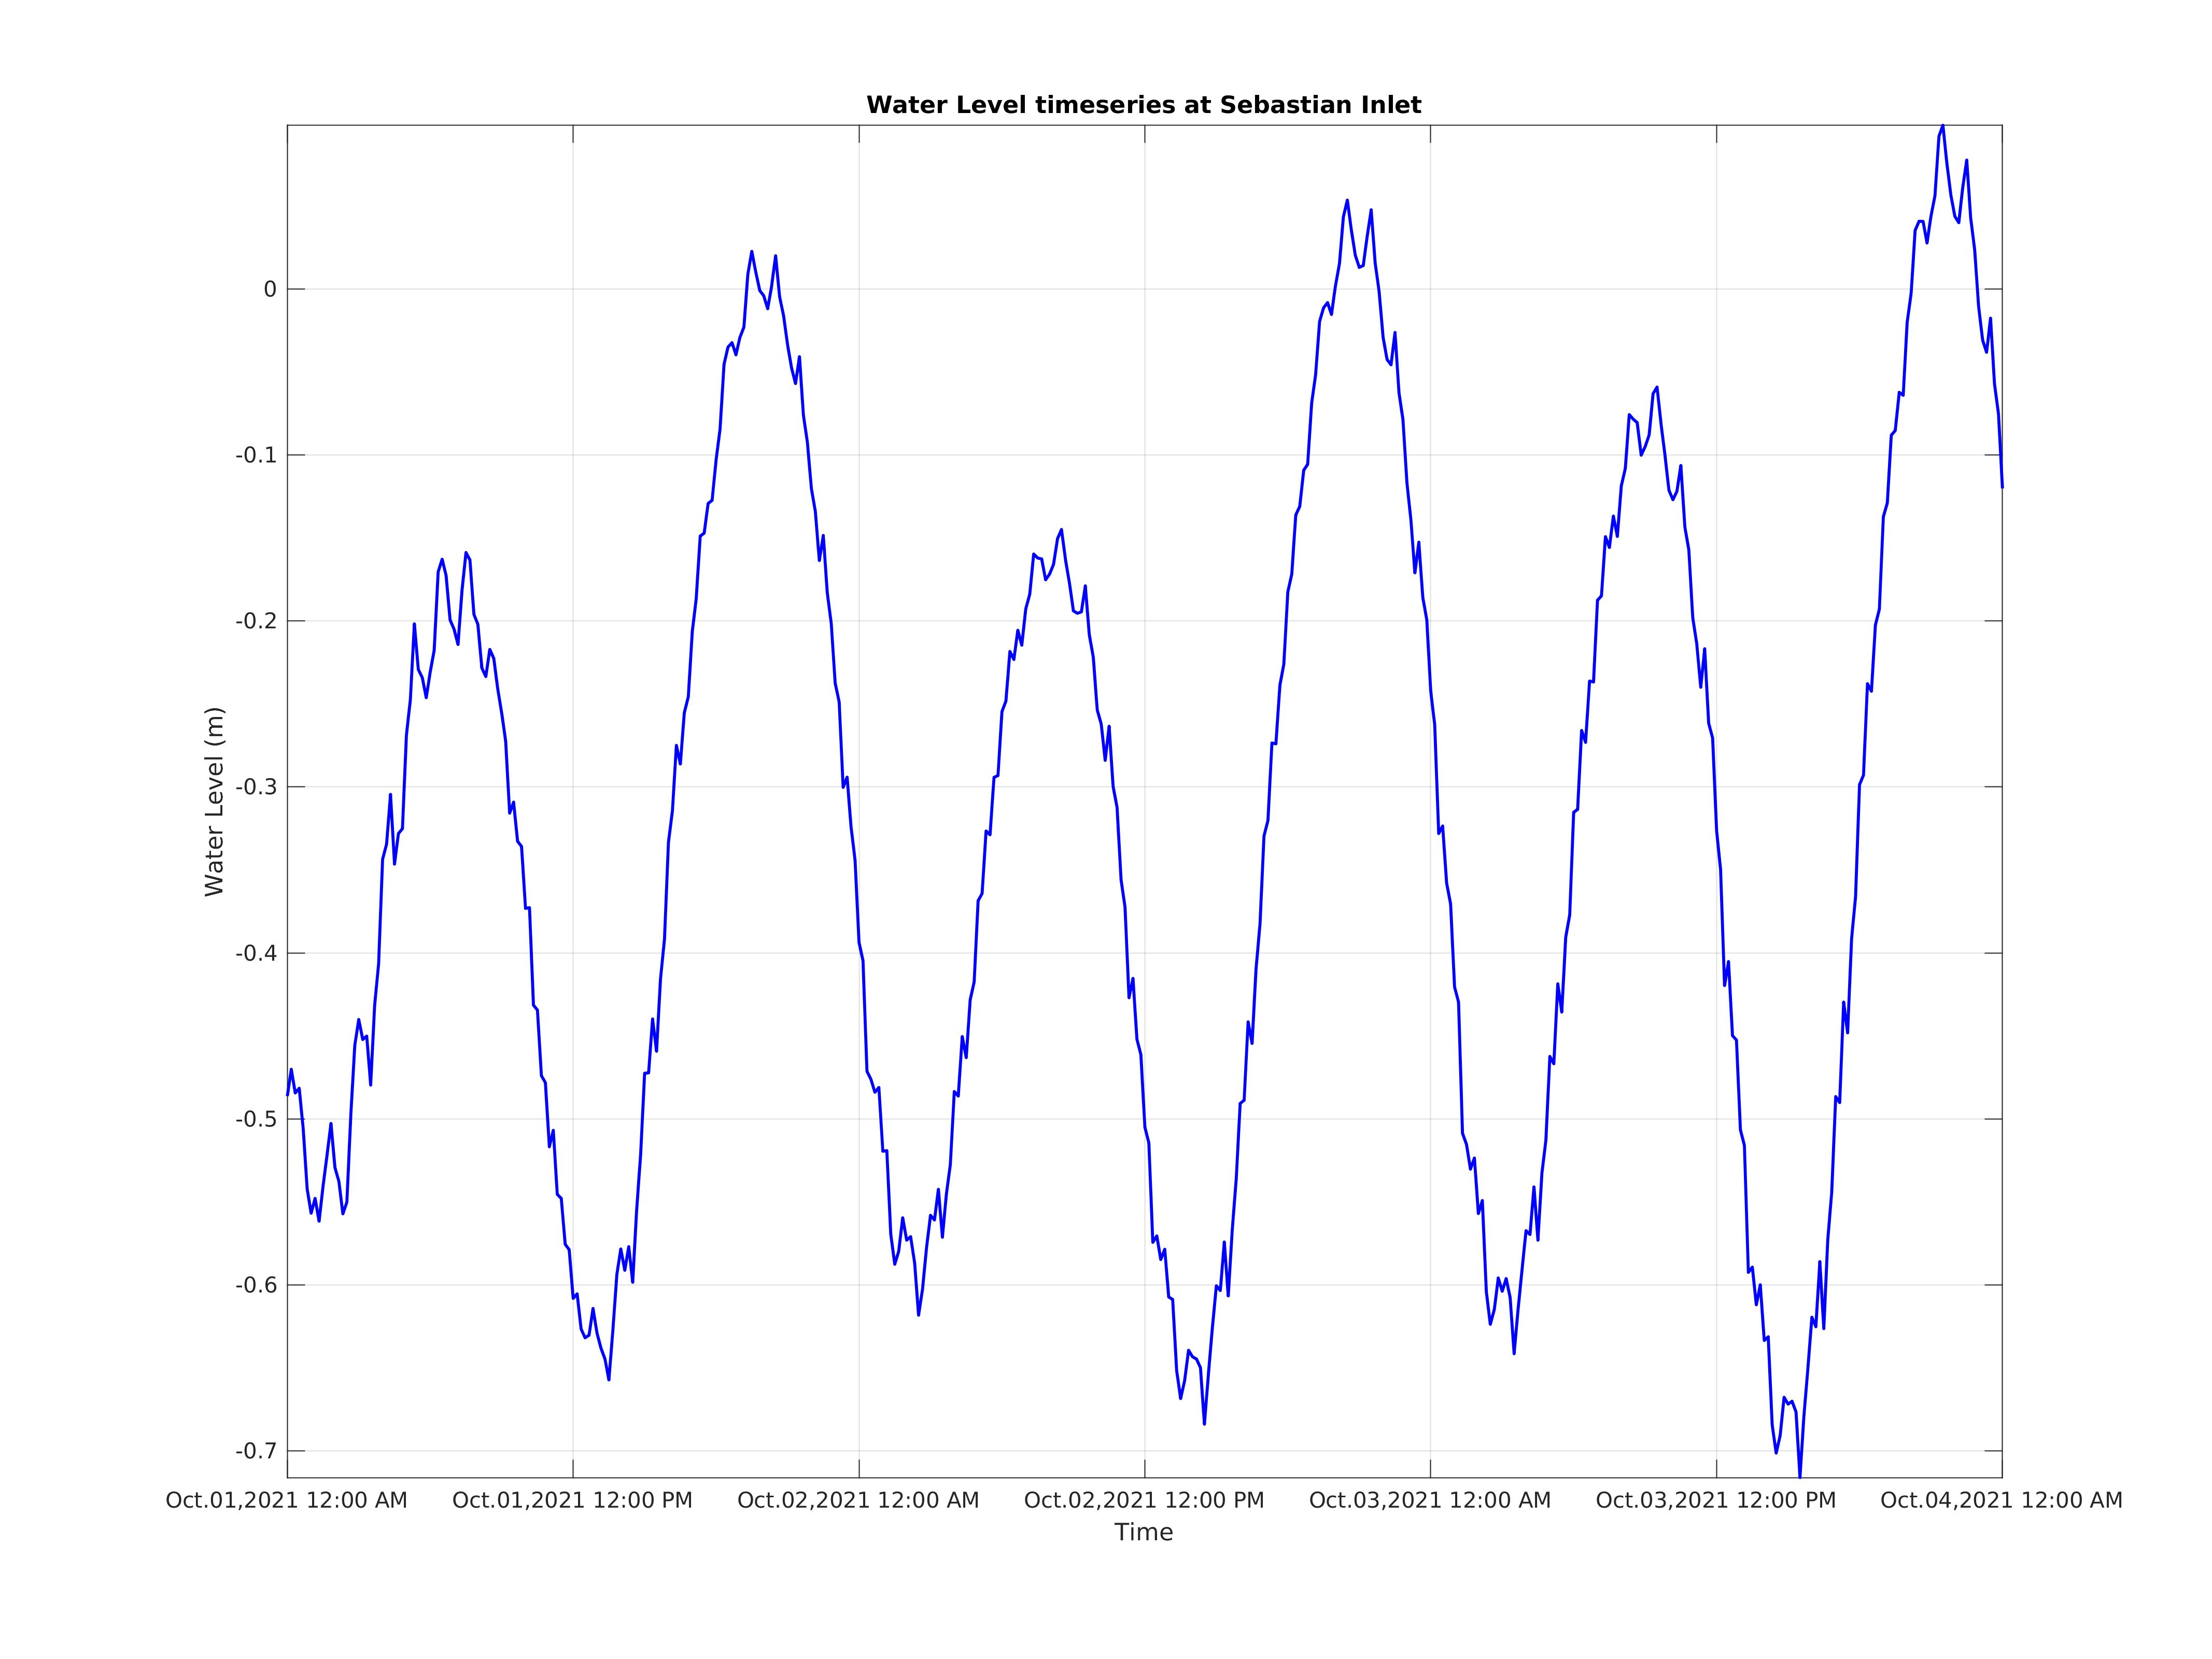 Water Level timeseries at Sebastian Inlet
0
-0.1
-0.2
-0.3
-0.4
-0.5
-0.6
-0.7
Water Level (m)
Oct.01,2021 12:00 AM Oct.01,2021 12:00 PM Oct.02,2021 12:00 AM Oct.02,2021 12:00 PM Oct.03,2021 12:00 AM Oct.03,2021 12:00 PM Oct.04,2021 12:00 AM
Time